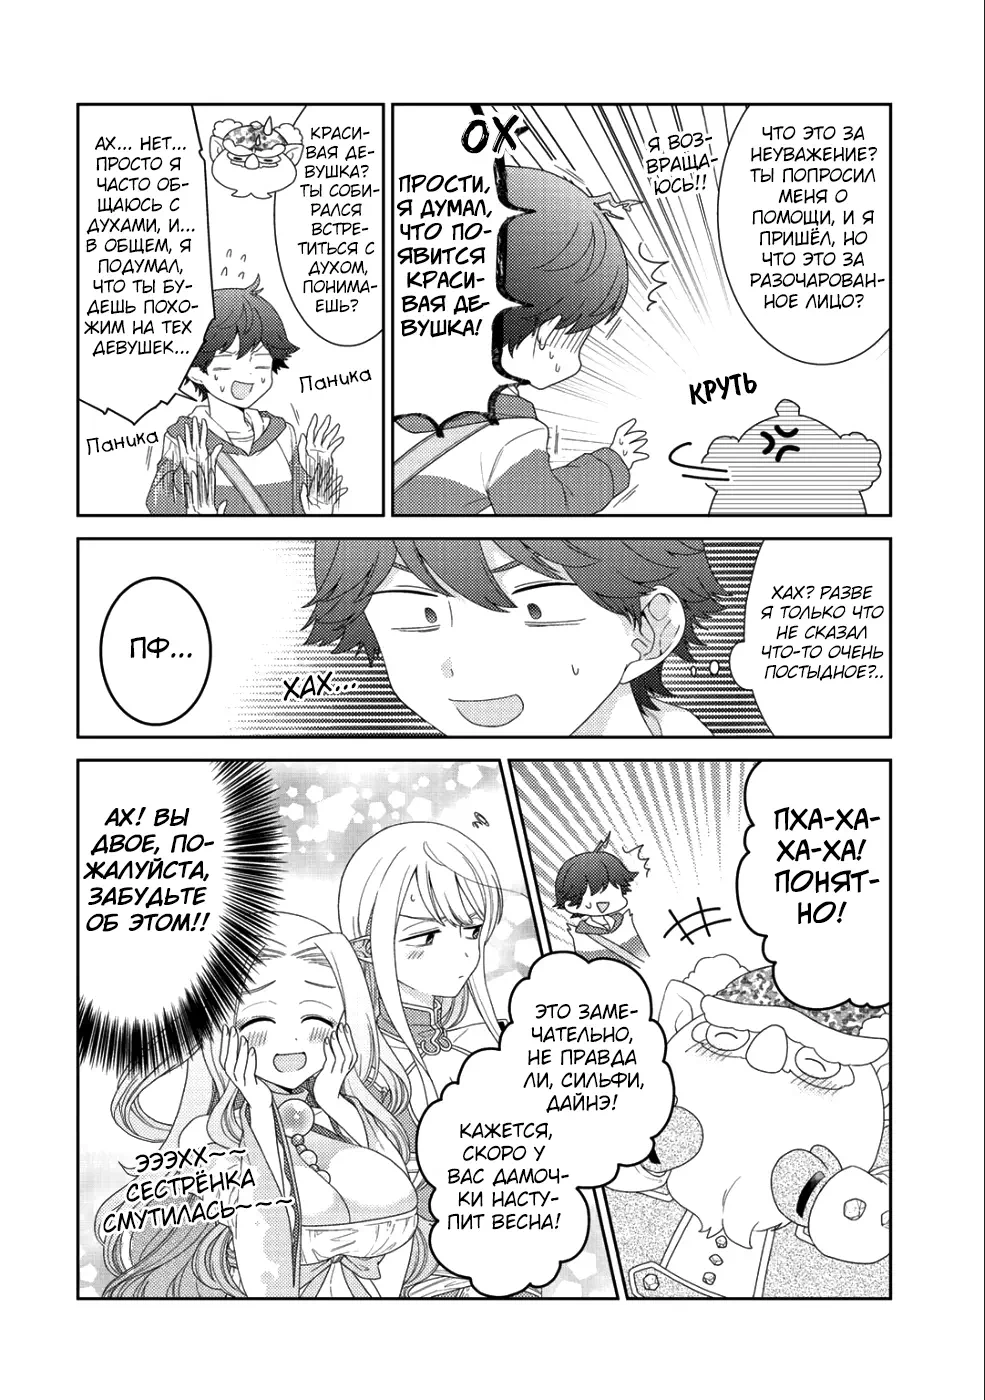 ЧТО ЭТО ЗА
НЕУВАЖЕНИЕ?
ТЫ ПОПРОСИЛ
МЕНЯ О
ПОМОЩИ, И Я
ПРИШЁЛ, НО
ЧТО ЭТО ЗА
РАЗОЧАРОВАН-
НОЕ ЛИЦО?
Я ВОЗ-
ВРАЩА-
ЮСЬ!!
КРУТЬ
ОХ-
ПРОСТИ,
Я ДУМАЛ,
ЧТО ПО-
ЯВИТСЯ
КРАСИ-
ВАЯ ДЕ-
ВУШКА!
КРАСИ-
ВАЯ ДЕ-
ВУШКА?
ТЫ СОБИ-
РАЛСЯ
ВСТРЕ-
ТИТЬСЯ С
ДУХОМ,
ПОНИМА-
ЕШЬ?
АХ... НЕТ...
ПРОСТО Я
ЧАСТО ОБ-
ЩАЮСЬ С
ДУХАМИ, И...
В ОБЩЕМ, Я
ПОДУМАЛ,
ЧТО ТЫ БУ-
ДЕШЬ ПОХО-
ЖИМ НА ТЕХ
ДЕВУШЕК...
Паника
Паника
ХАХ? РАЗВЕ
Я ТОЛЬКО ЧТО
НЕ СКАЗАЛ
ЧТО-ТО ОЧЕНЬ
ПОСТЫДНОЕ?..
ХАХ...
ПФ...
ПХА-ХА-
ХА-ХА!
ПОНЯТ-
НО!
ЭТО ЗАМЕ-
ЧАТЕЛЬНО,
НЕ ПРАВДА
ЛИ, СИЛЬФИ,
ДАЙНЭ!
КАЖЕТСЯ,
СКОРО У
ВАС ДАМОЧ-
КИ НАСТУ-
ПИТ ВЕСНА!
АХ! ВЫ
ДВОЕ, ПО-
ЖАЛУЙСТА,
ЗАБУДЬТЕ
ОБ ЭТОМ!!
ЭЭЭХХ~~
СЕСТРЁНКА
СМУТИЛАСЬ~~~